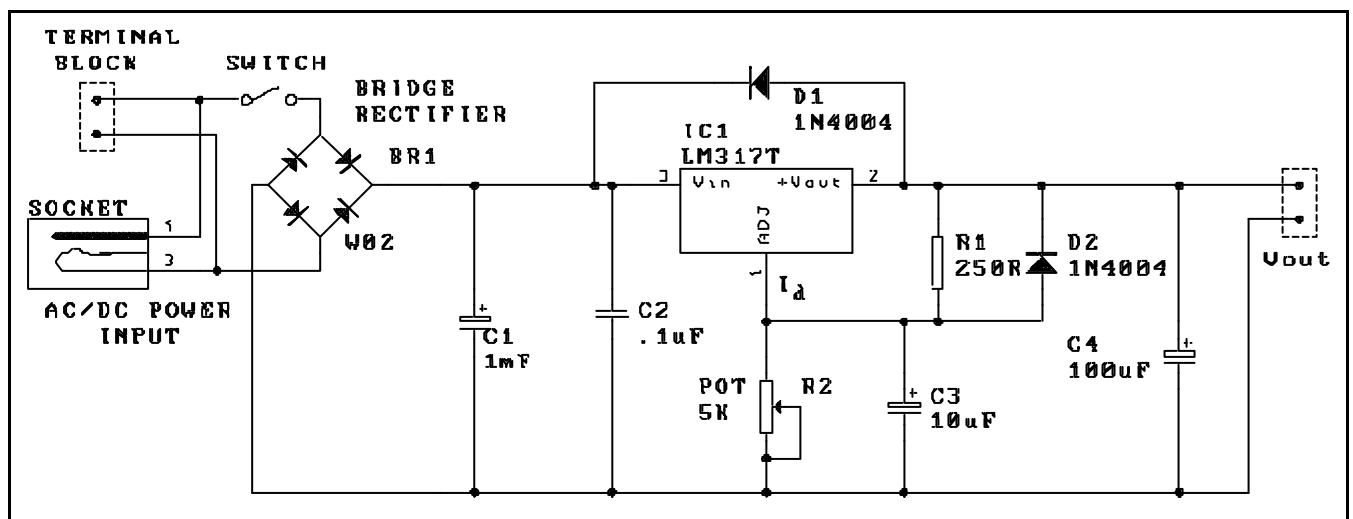 TERMINAL
BLOCK
SWITCH
BRIDGE
RECTIFIER
BR1
W02
SOCKET
3
AC/DC POWER
INPUT
D1
1N4004
IC1
LM317T
3
Vin
+Vout
2
ADJ
1
Id
R1
250R
D2
1N4004
Vout
+
C1
1mF
C2
.1uF
POT
5K
R2
+
C3
10uF
C4
100uF
+